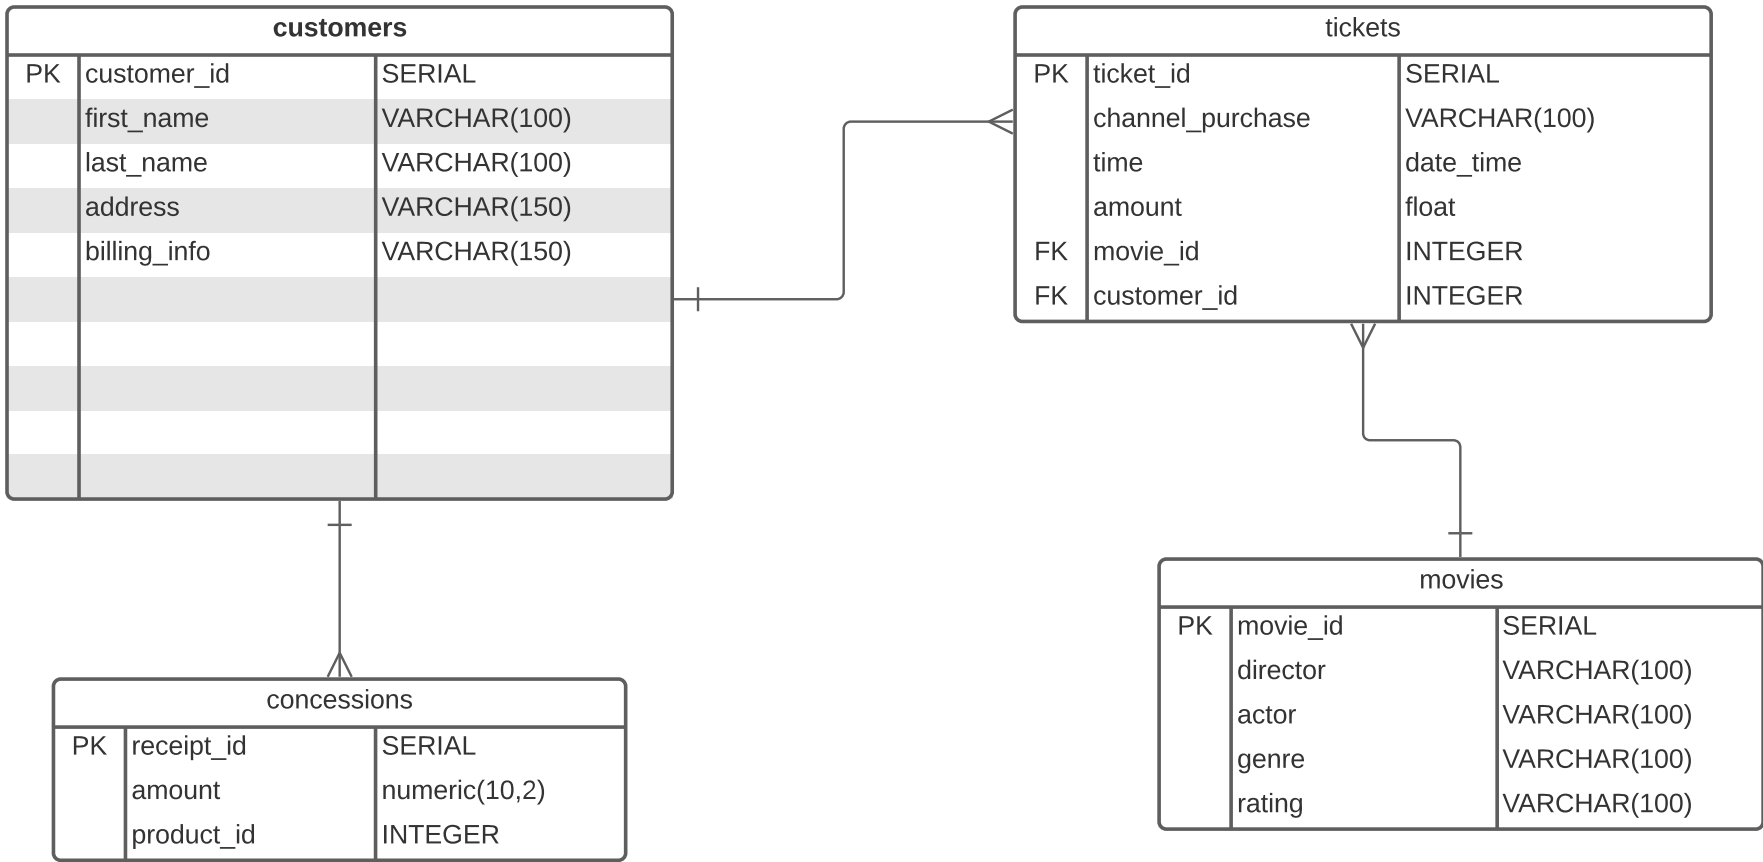 customers
PK customer_id SERIAL
first_name VARCHAR(100)
last_name VARCHAR(100)
address VARCHAR(150)
billing_info VARCHAR(150)
tickets
PK ticket_id SERIAL
channel_purchase VARCHAR(100)
time date_time
amount float
FK movie_id INTEGER
FK customer_id INTEGER
concessions
PK receipt_id SERIAL
amount numeric(10,2)
product_id INTEGER
movies
PK movie_id SERIAL
director VARCHAR(100)
actor VARCHAR(100)
genre VARCHAR(100)
rating VARCHAR(100)